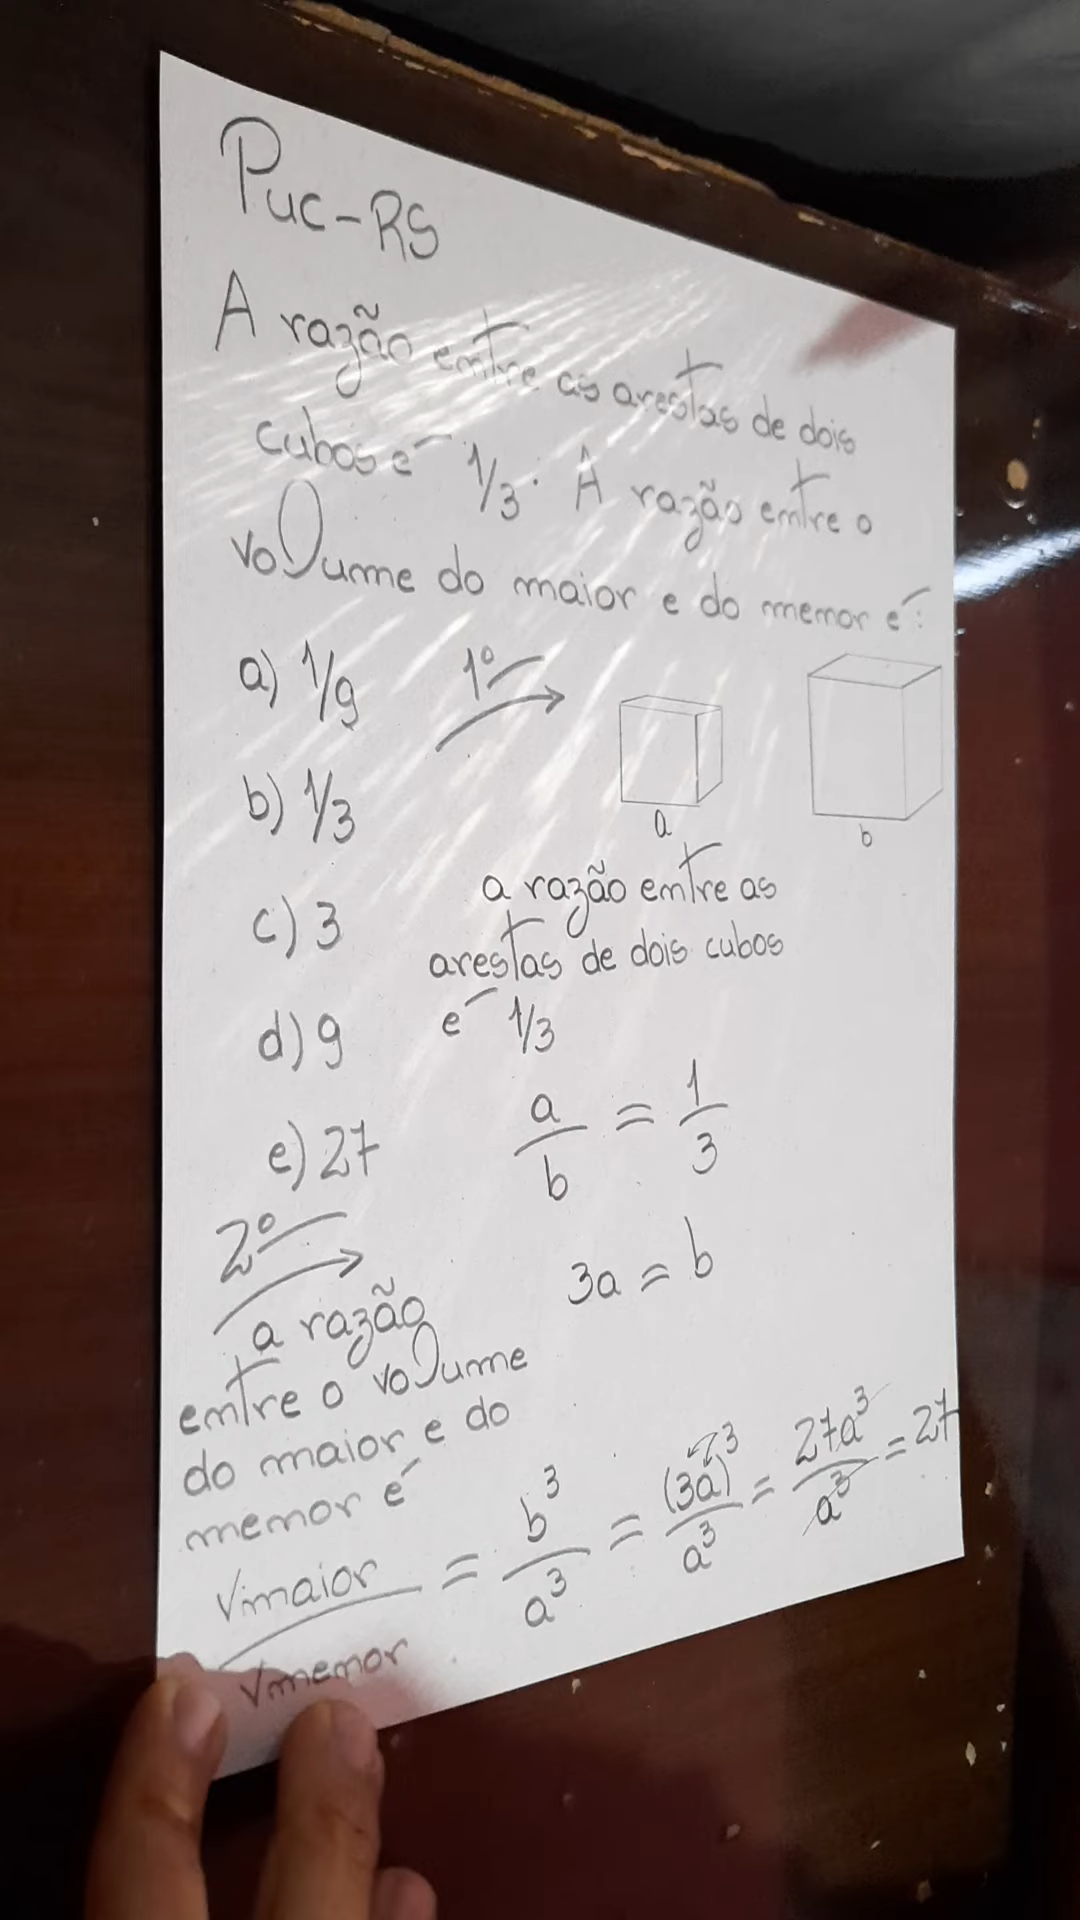 Puc-RS
A razão entre as arestas de dois
cubos é 1/3. A razão entre o
volume do maior e do menor é:
a) 1/9
b) 1/3
c) 3
d) 9
e) 27
1º
a
b
a razão entre as
arestas de dois cubos
é 1/3
a/b = 1/3
3a = b
2º
a razão
entre o volume
do maior e do
menor é
Vmaior/Vmenor = b³/a³ = (3a)³/a³ = 27a³/a³ = 27